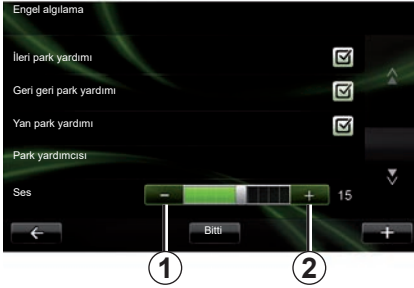 Engel algılama
İleri park yardımı
Geri geri park yardımı
Yan park yardımı
Park yardımcısı
Ses - + 15
Bitti +
1 2